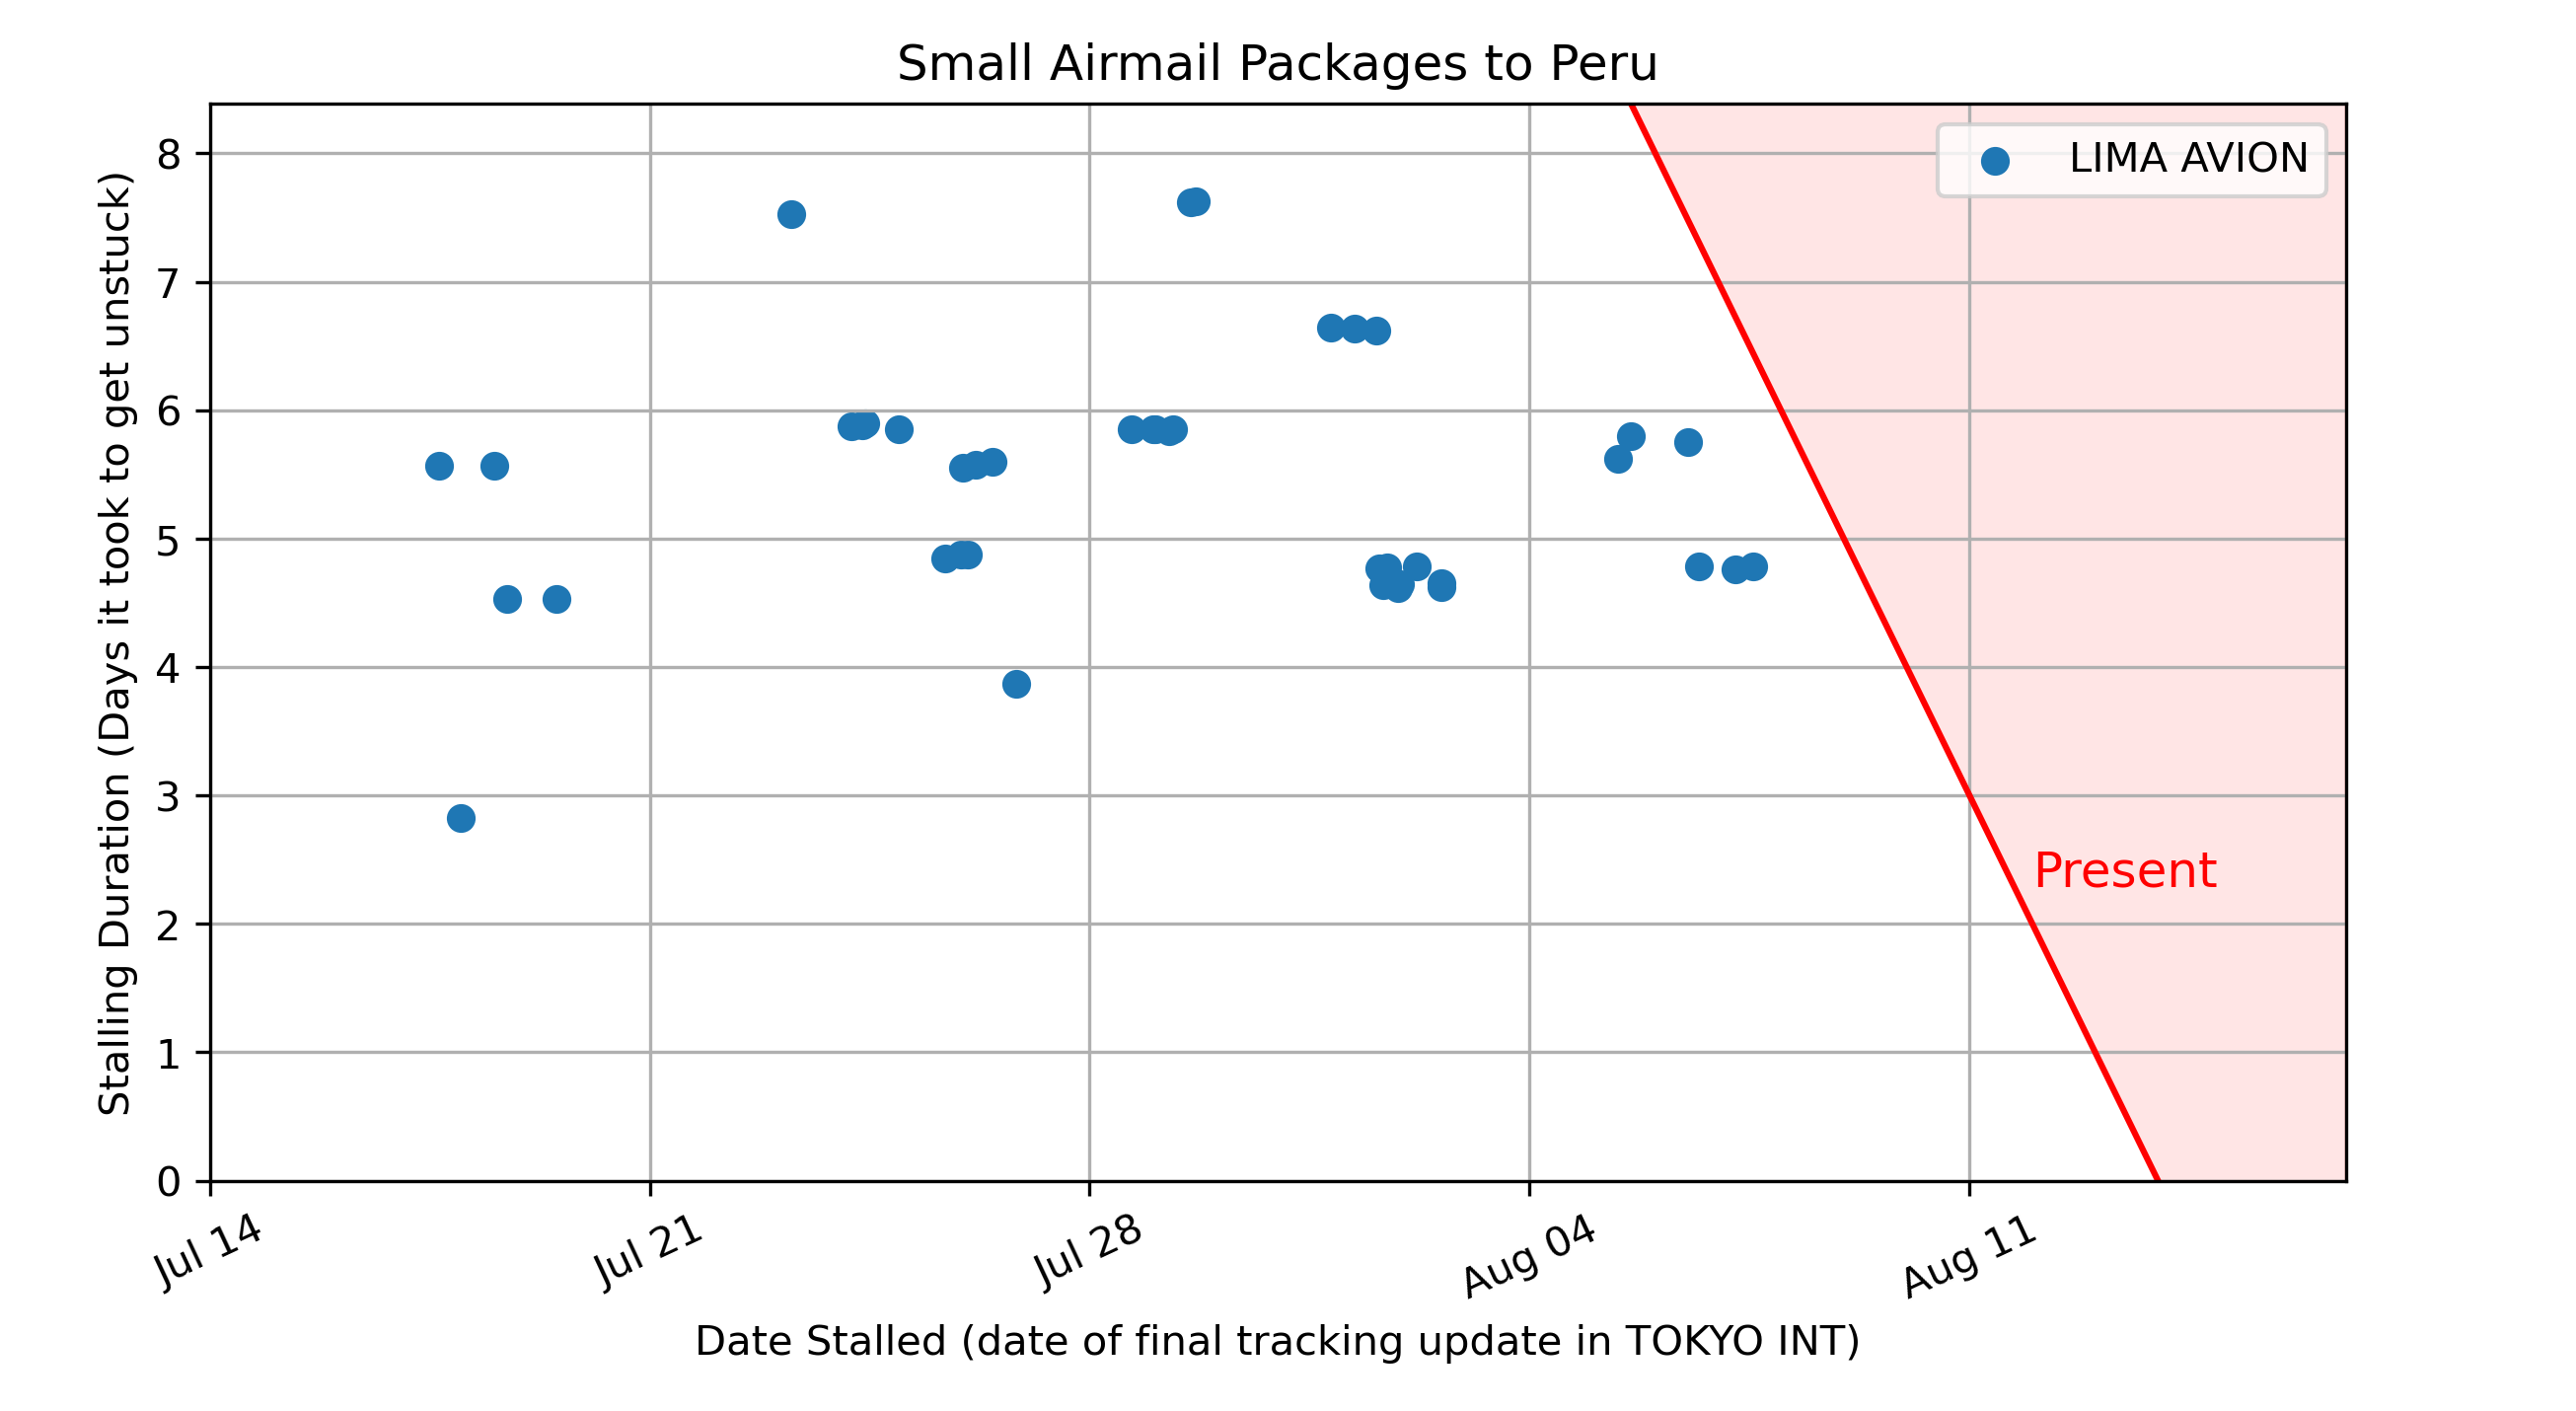 Small Airmail Packages to Peru
LIMA AVION
Stalling Duration (Days it took to get unstuck)
8
7
6
5
4
3
2
1
0
Present
Jul 14
Jul 21
Jul 28
Aug 04
Aug 11
Date Stalled (date of final tracking update in TOKYO INT)